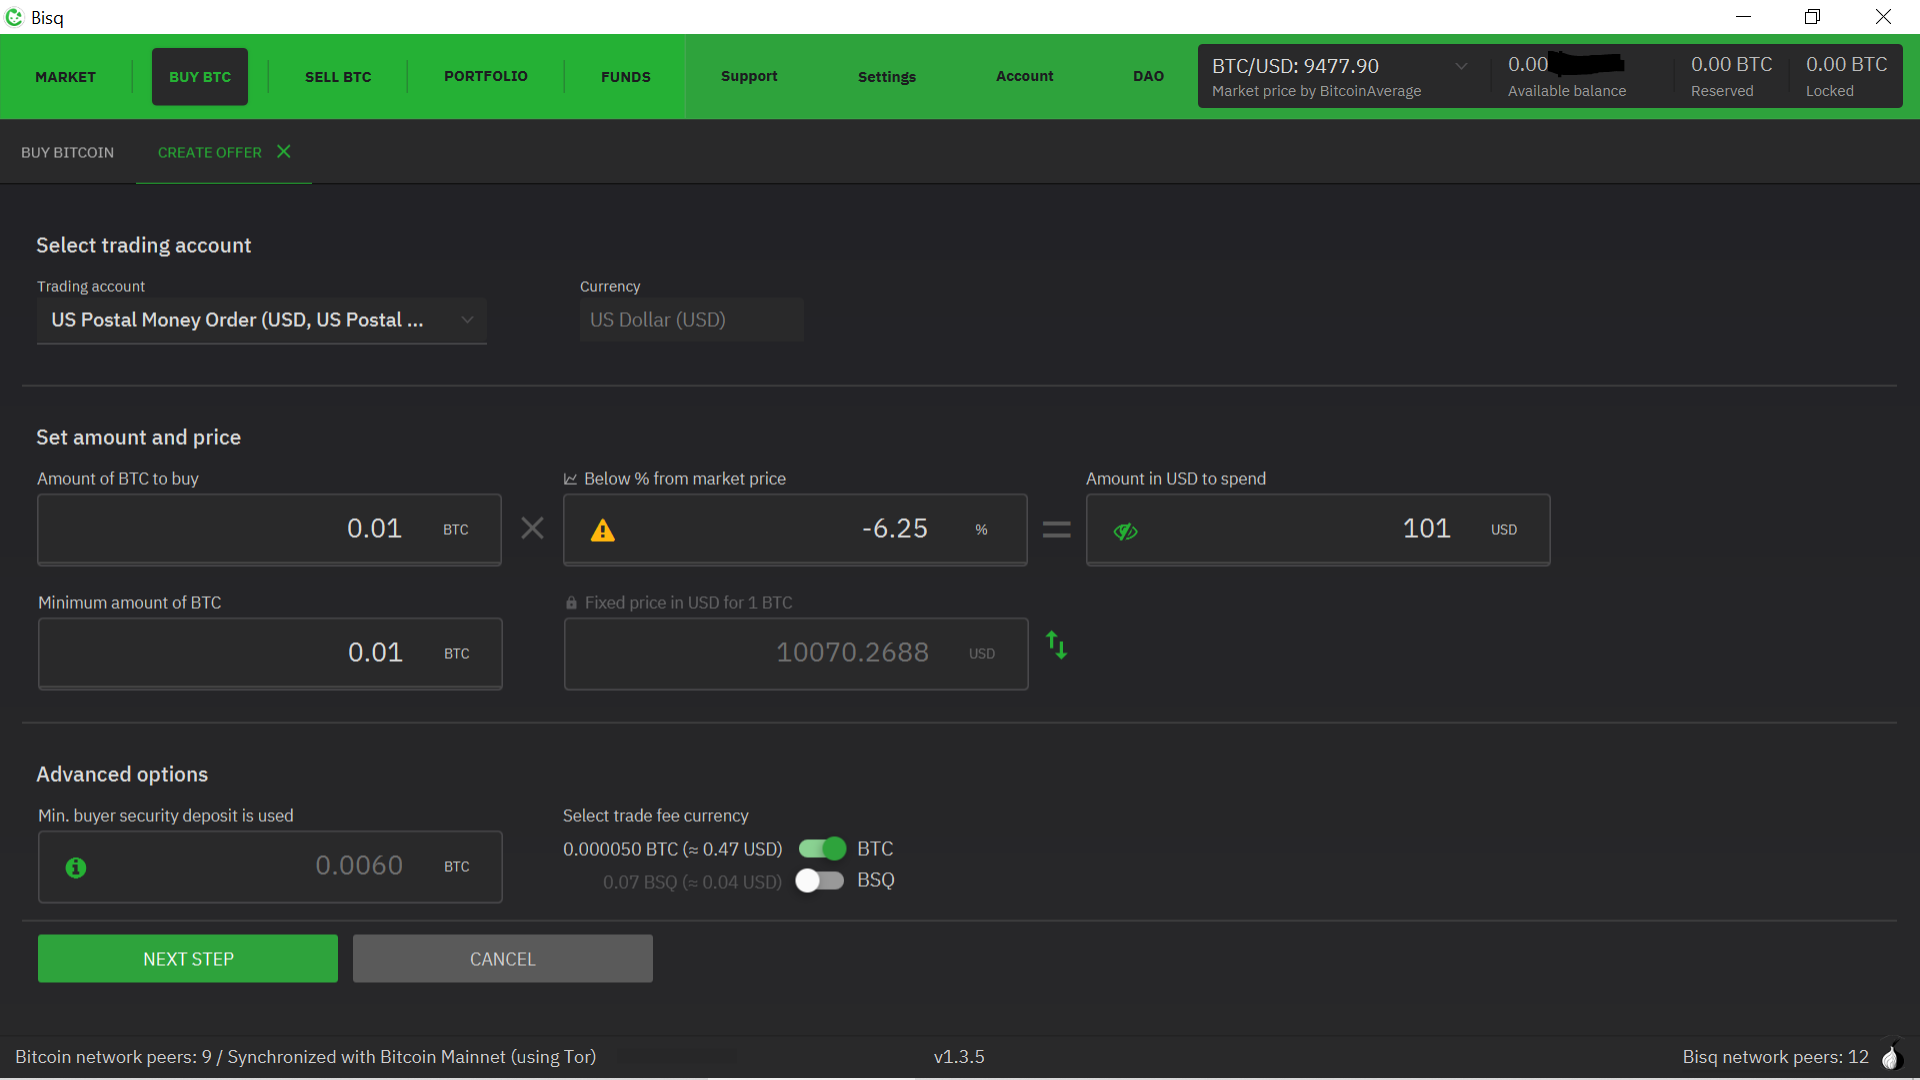 Bisq
MARKET
BUY BTC
SELL BTC
PORTFOLIO
FUNDS
Support
Settings
Account
DAO
BTC/USD: 9477.90
Market price by BitcoinAverage
0.00
Available balance
0.00 BTC
Reserved
0.00 BTC
Locked
BUY BITCOIN
CREATE OFFER
Select trading account
Trading account
US Postal Money Order (USD, US Postal ...
Currency
US Dollar (USD)
Set amount and price
Amount of BTC to buy
0.01 BTC
Below % from market price
-6.25 %
Amount in USD to spend
101 USD
Minimum amount of BTC
0.01 BTC
Fixed price in USD for 1 BTC
10070.2688 USD
Advanced options
Min. buyer security deposit is used
0.0060 BTC
Select trade fee currency
0.000050 BTC (≈ 0.47 USD) BTC
0.07 BSQ (≈ 0.04 USD) BSQ
NEXT STEP
CANCEL
Bitcoin network peers: 9 / Synchronized with Bitcoin Mainnet (using Tor)
v1.3.5
Bisq network peers: 12